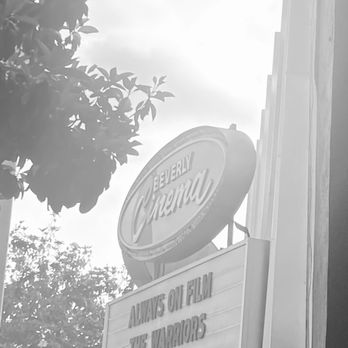 BEVERLY
Cinema
ALWAYS ON FILM
THE WARRIORS